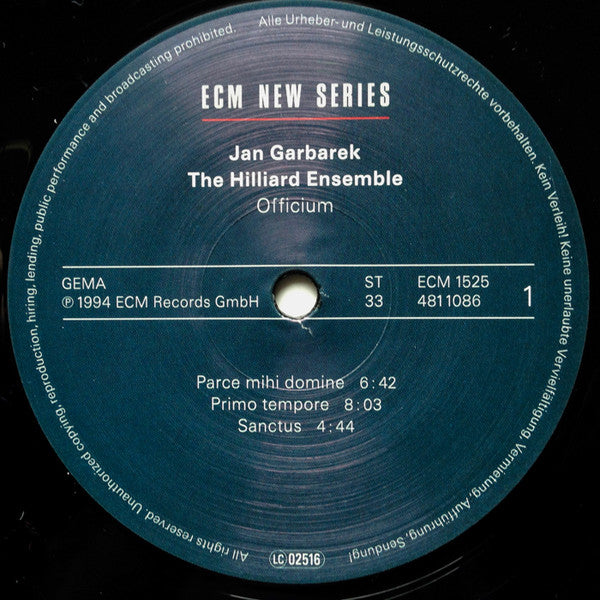 ECM NEW SERIES
Jan Garbarek
The Hilliard Ensemble
Officium
GEMA ST ECM 1525
℗ 1994 ECM Records GmbH 33 481 1086 1
Parce mihi domine 6:42
Primo tempore 8:03
Sanctus 4:44
LC 02516
All rights reserved. Unauthorized copying, reproduction, hiring, lending, public performance and broadcasting prohibited. Alle Urheber- und Leistungsschutzrechte vorbehalten. Kein Verleih! Keine unerlaubte Vervielfältigung, Vermietung, Aufführung, Sendung!